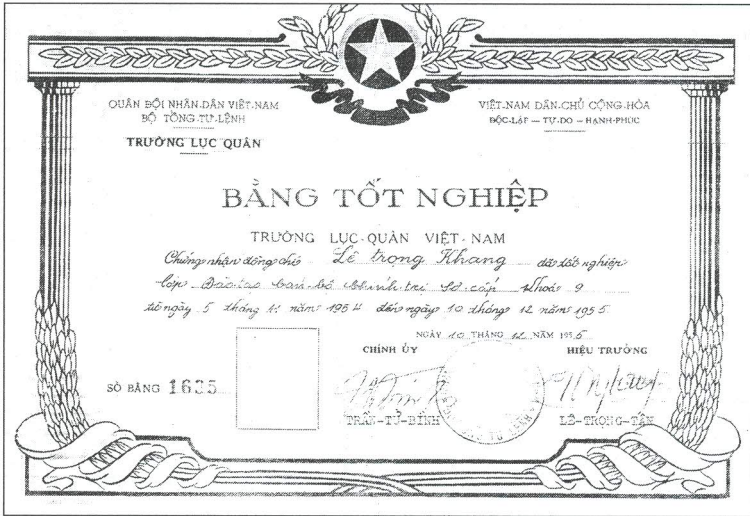 QUÂN ĐỘI NHÂN-DÂN VIỆT-NAM
BỘ TỔNG-TƯ-LỆNH
TRƯỜNG LỤC QUÂN
VIỆT-NAM DÂN-CHỦ CỘNG-HÒA
ĐỘC-LẬP — TỰ-DO — HẠNH-PHÚC
BẰNG TỐT NGHIỆP
TRƯỜNG LỤC-QUÂN VIỆT-NAM
Chứng nhận đồng chí Lê trọng Khang đã tốt nghiệp
lớp Đào tạo cán bộ chính trị sơ cấp khoá 9
từ ngày 5 tháng 11 năm 1954 đến ngày 10 tháng 12 năm 1955
NGÀY 10 THÁNG 12 NĂM 1955
CHÍNH ỦY
HIỆU TRƯỞNG
SỐ BẰNG 1635
TRẦN-TỬ-BÌNH
LÊ-TRỌNG-TẤN